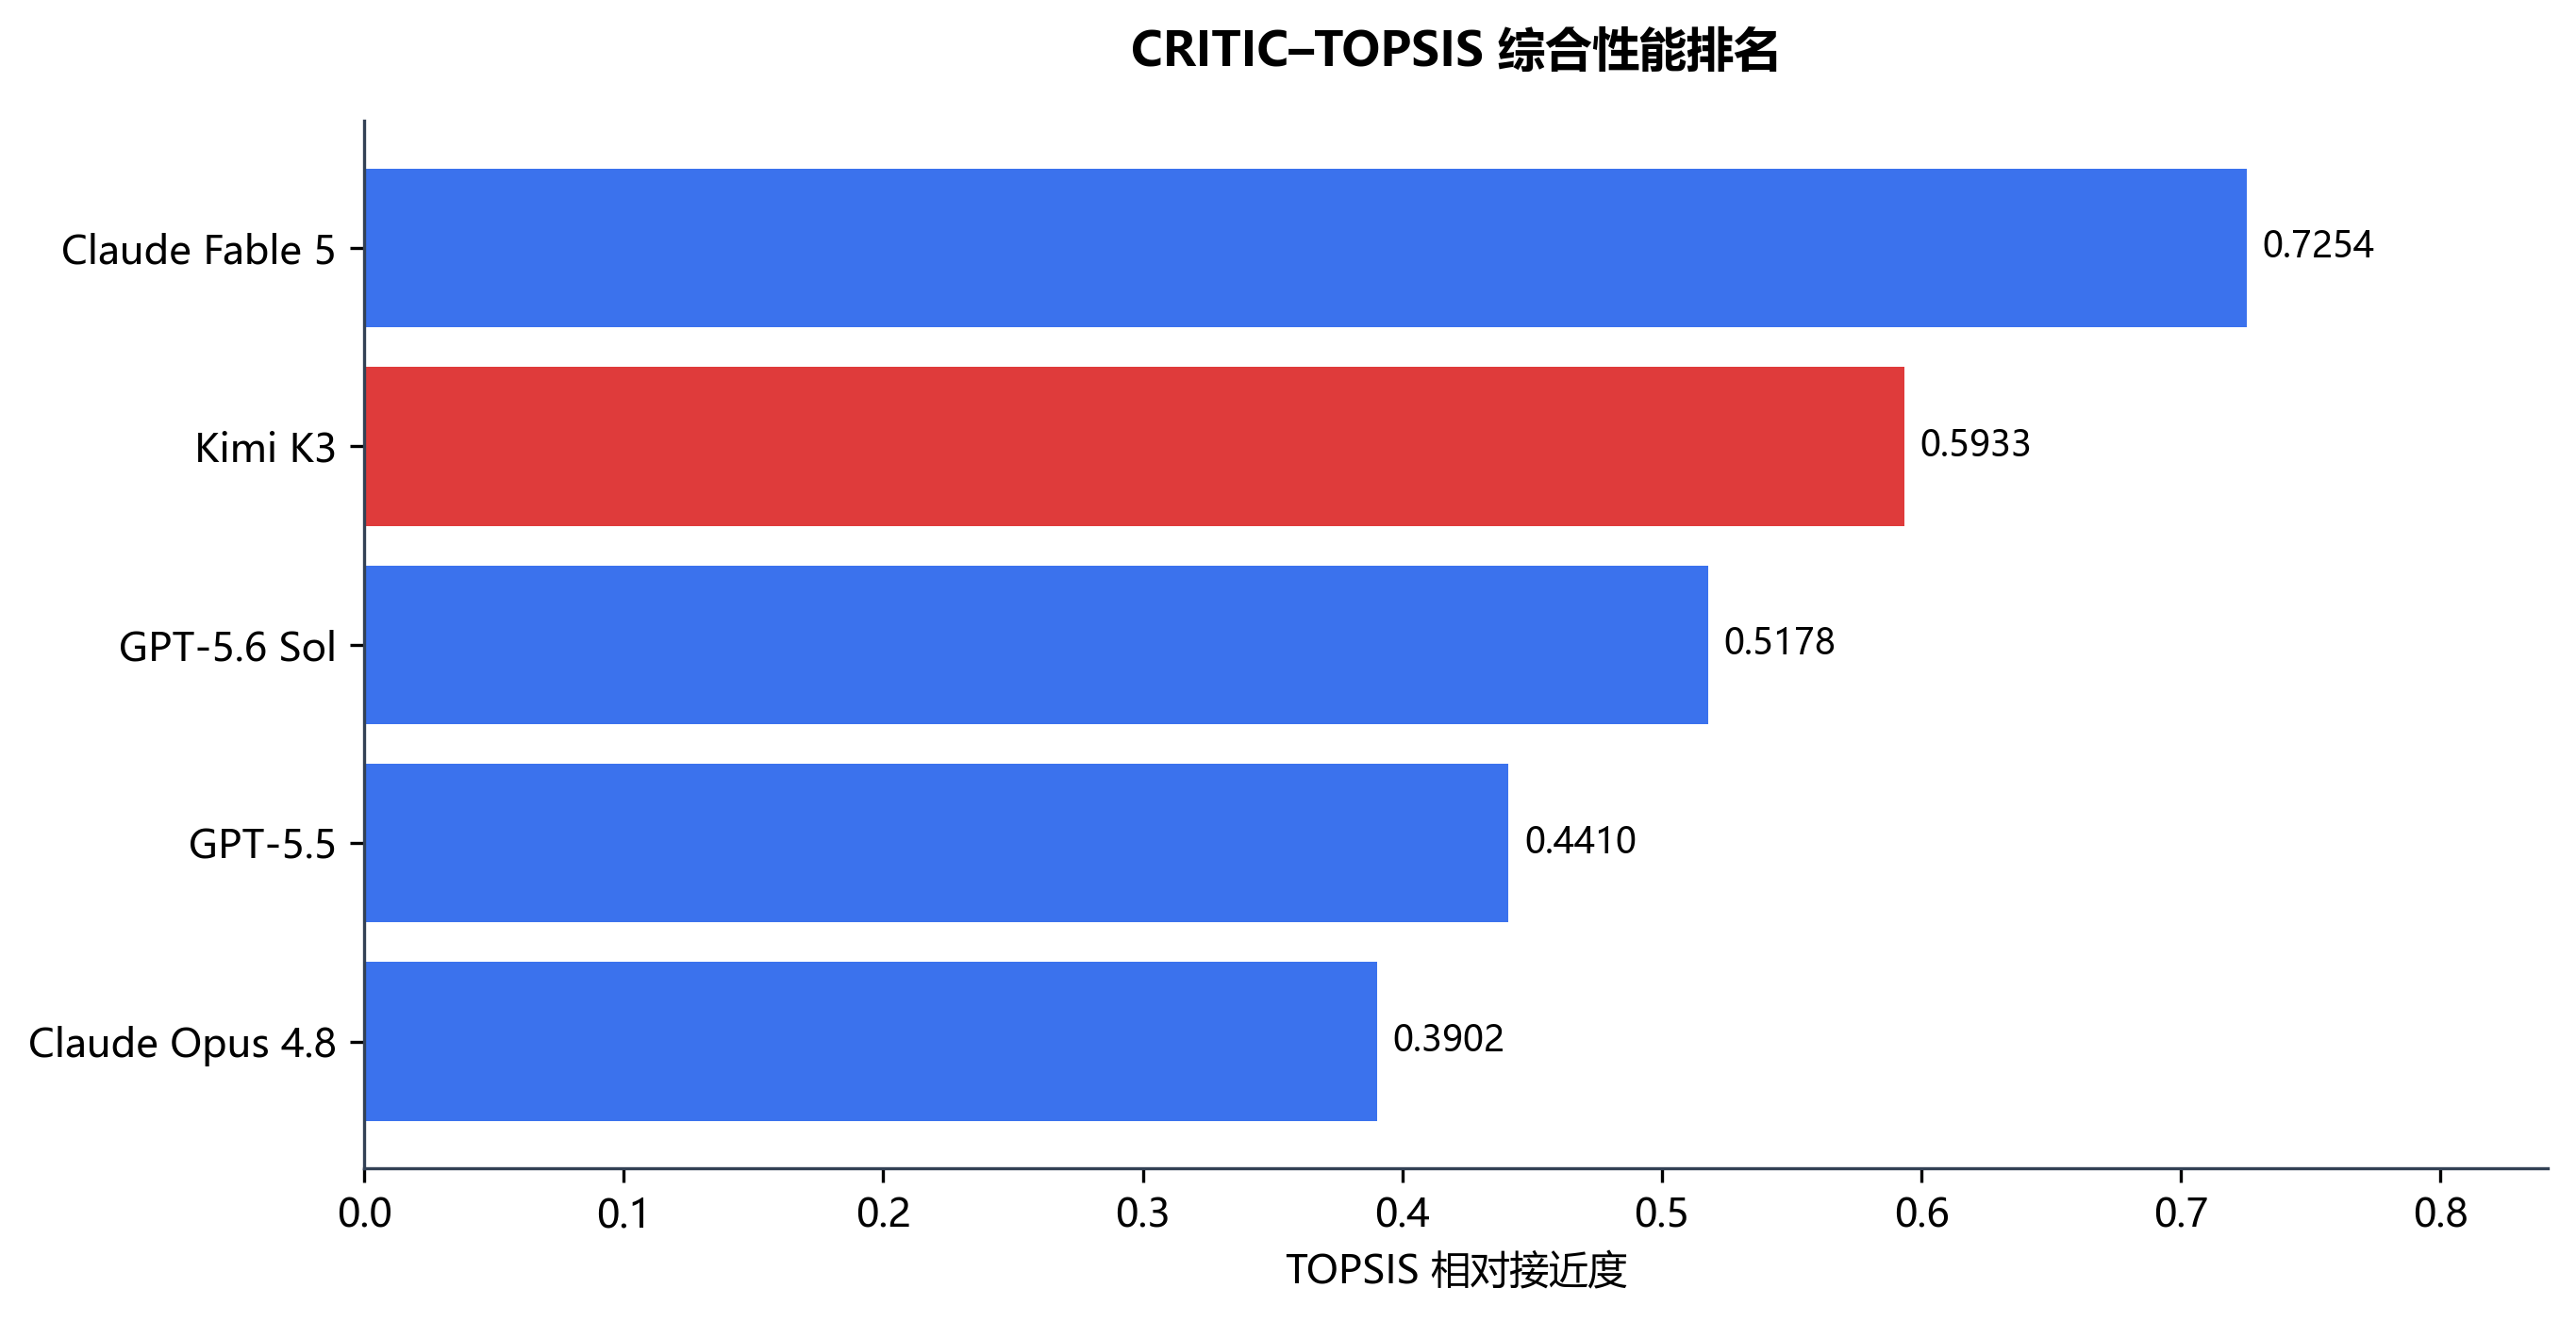 CRITIC–TOPSIS 综合性能排名
Claude Fable 5
0.7254
Kimi K3
0.5933
GPT-5.6 Sol
0.5178
GPT-5.5
0.4410
Claude Opus 4.8
0.3902
0.0 0.1 0.2 0.3 0.4 0.5 0.6 0.7 0.8
TOPSIS 相对接近度